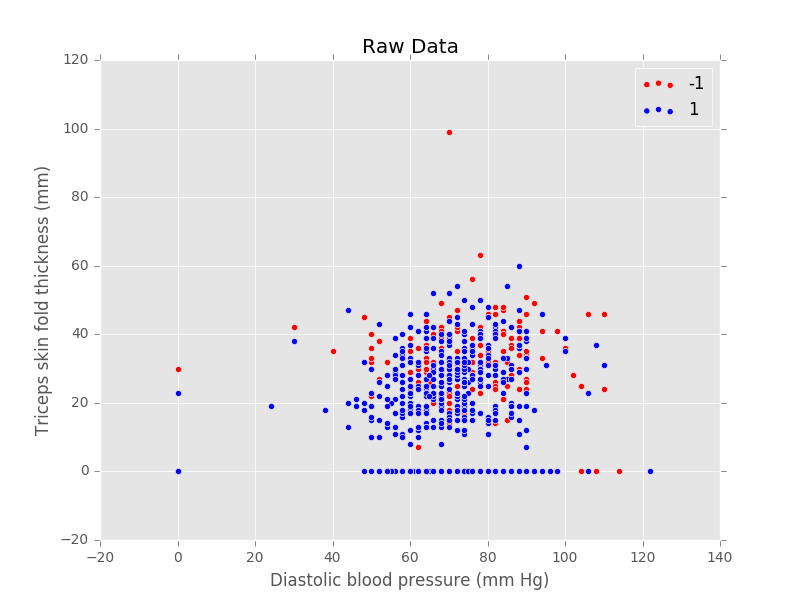 Raw Data
120
100
80
60
40
20
0
−20
−20 0 20 40 60 80 100 120 140
Triceps skin fold thickness (mm)
Diastolic blood pressure (mm Hg)
-1
1